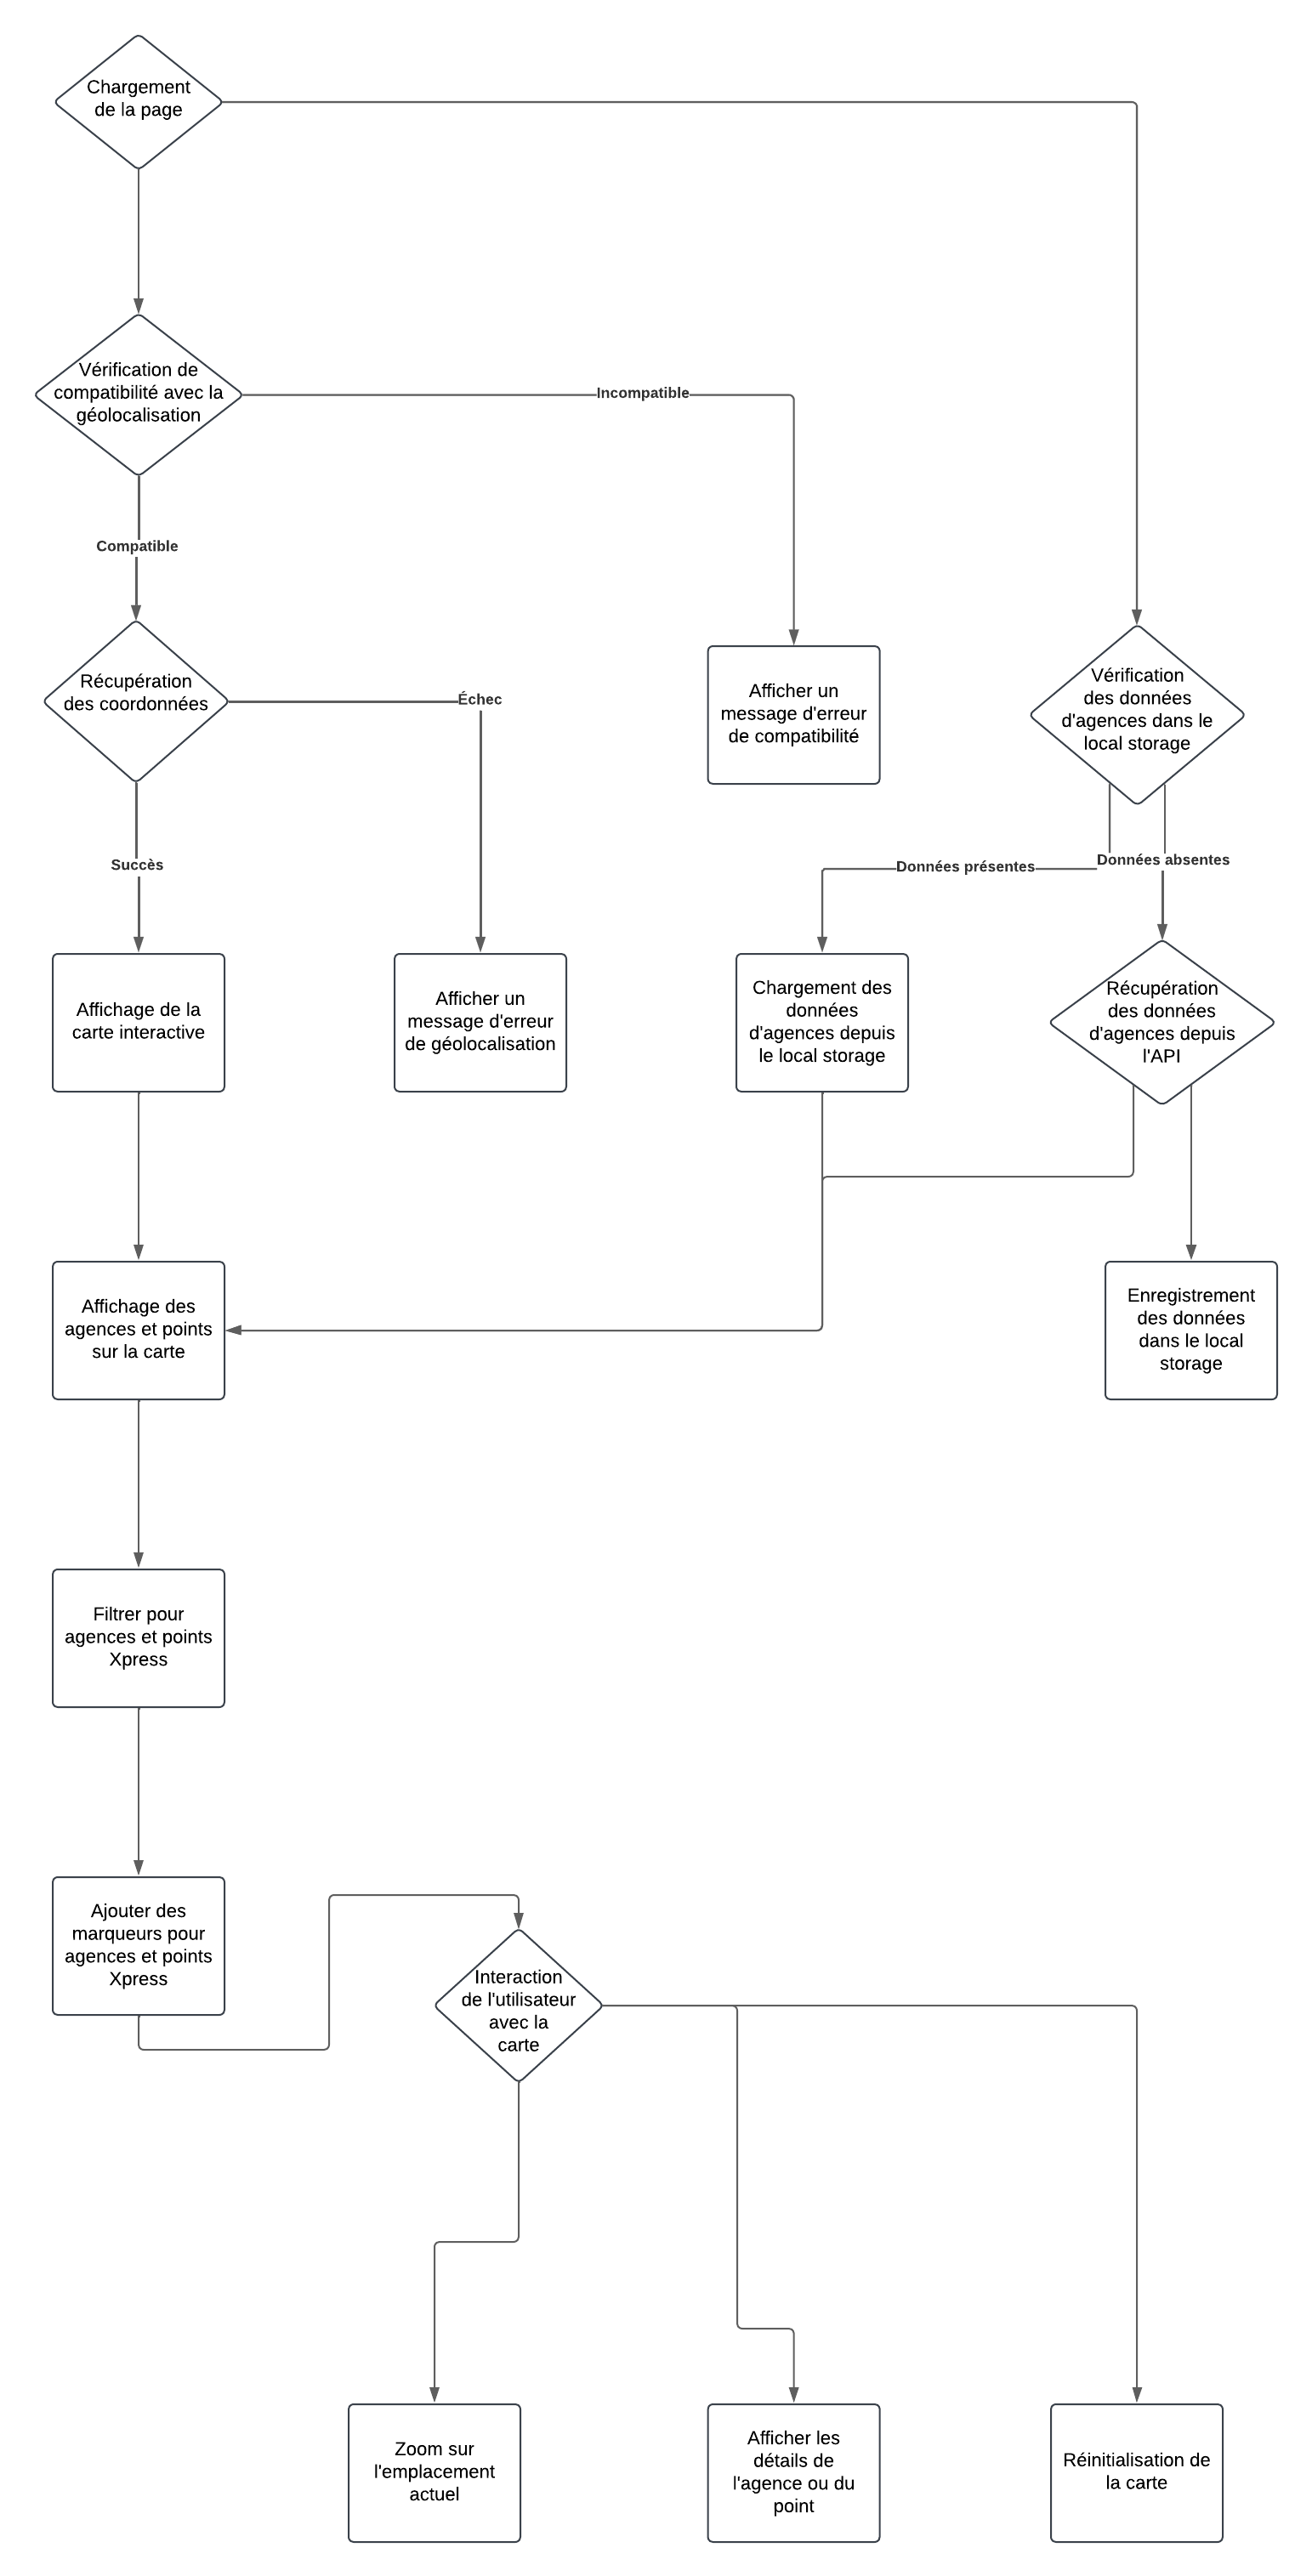 Chargement
de la page
Vérification de
compatibilité avec la
géolocalisation
Incompatible
Compatible
Récupération
des coordonnées
Échec
Afficher un
message d'erreur
de compatibilité
Vérification
des données
d'agences dans le
local storage
Succès
Données présentes
Données absentes
Affichage de la
carte interactive
Afficher un
message d'erreur
de géolocalisation
Chargement des
données
d'agences depuis
le local storage
Récupération
des données
d'agences depuis
l'API
Affichage des
agences et points
sur la carte
Enregistrement
des données
dans le local
storage
Filtrer pour
agences et points
Xpress
Ajouter des
marqueurs pour
agences et points
Xpress
Interaction
de l'utilisateur
avec la
carte
Zoom sur
l'emplacement
actuel
Afficher les
détails de
l'agence ou du
point
Réinitialisation de
la carte